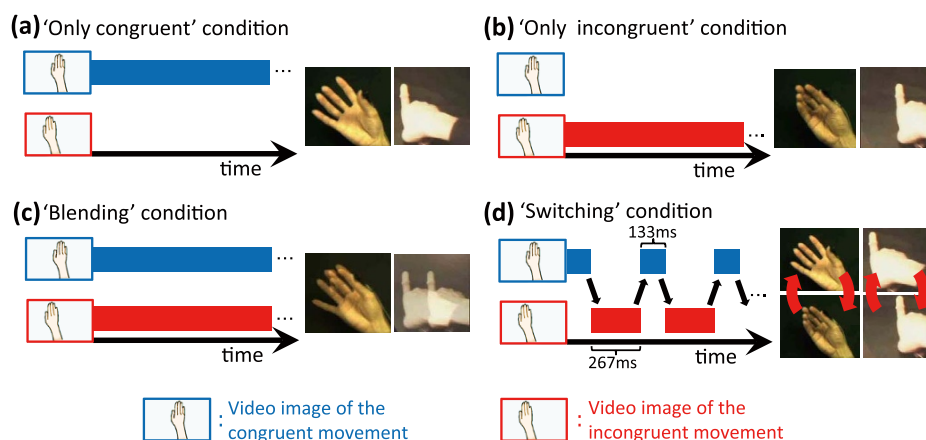 (a) 'Only congruent' condition
...
time
(b) 'Only incongruent' condition
...
time
(c) 'Blending' condition
...
...
time
(d) 'Switching' condition
133ms
...
267ms
time
: Video image of the
congruent movement
: Video image of the
incongruent movement